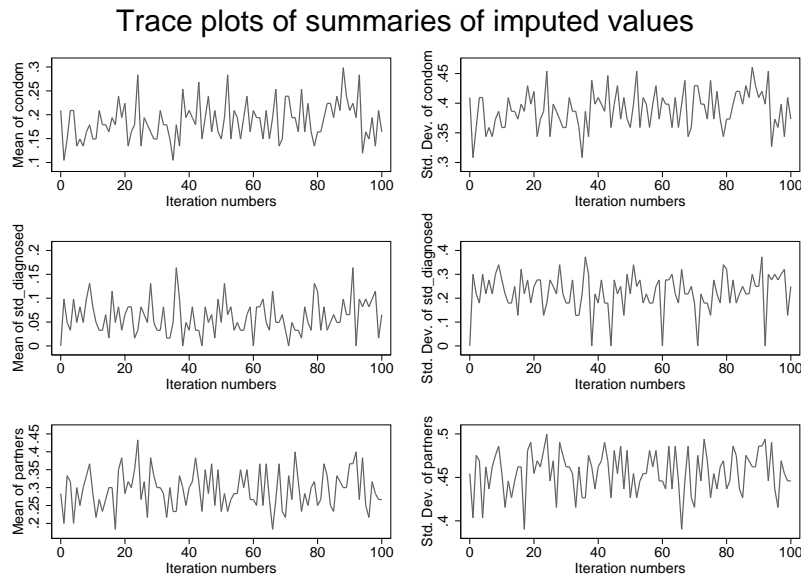 Trace plots of summaries of imputed values
Mean of condom
.1 .15 .2 .25 .3
0 20 40 60 80 100
Iteration numbers
Std. Dev. of condom
.3 .35 .4 .45
0 20 40 60 80 100
Iteration numbers
Mean of std_diagnosed
0 .05 .1 .15 .2
0 20 40 60 80 100
Iteration numbers
Std. Dev. of std_diagnosed
0 .1 .2 .3 .4
0 20 40 60 80 100
Iteration numbers
Mean of partners
.2 .25 .3 .35 .4 .45
0 20 40 60 80 100
Iteration numbers
Std. Dev. of partners
.4 .45 .5
0 20 40 60 80 100
Iteration numbers